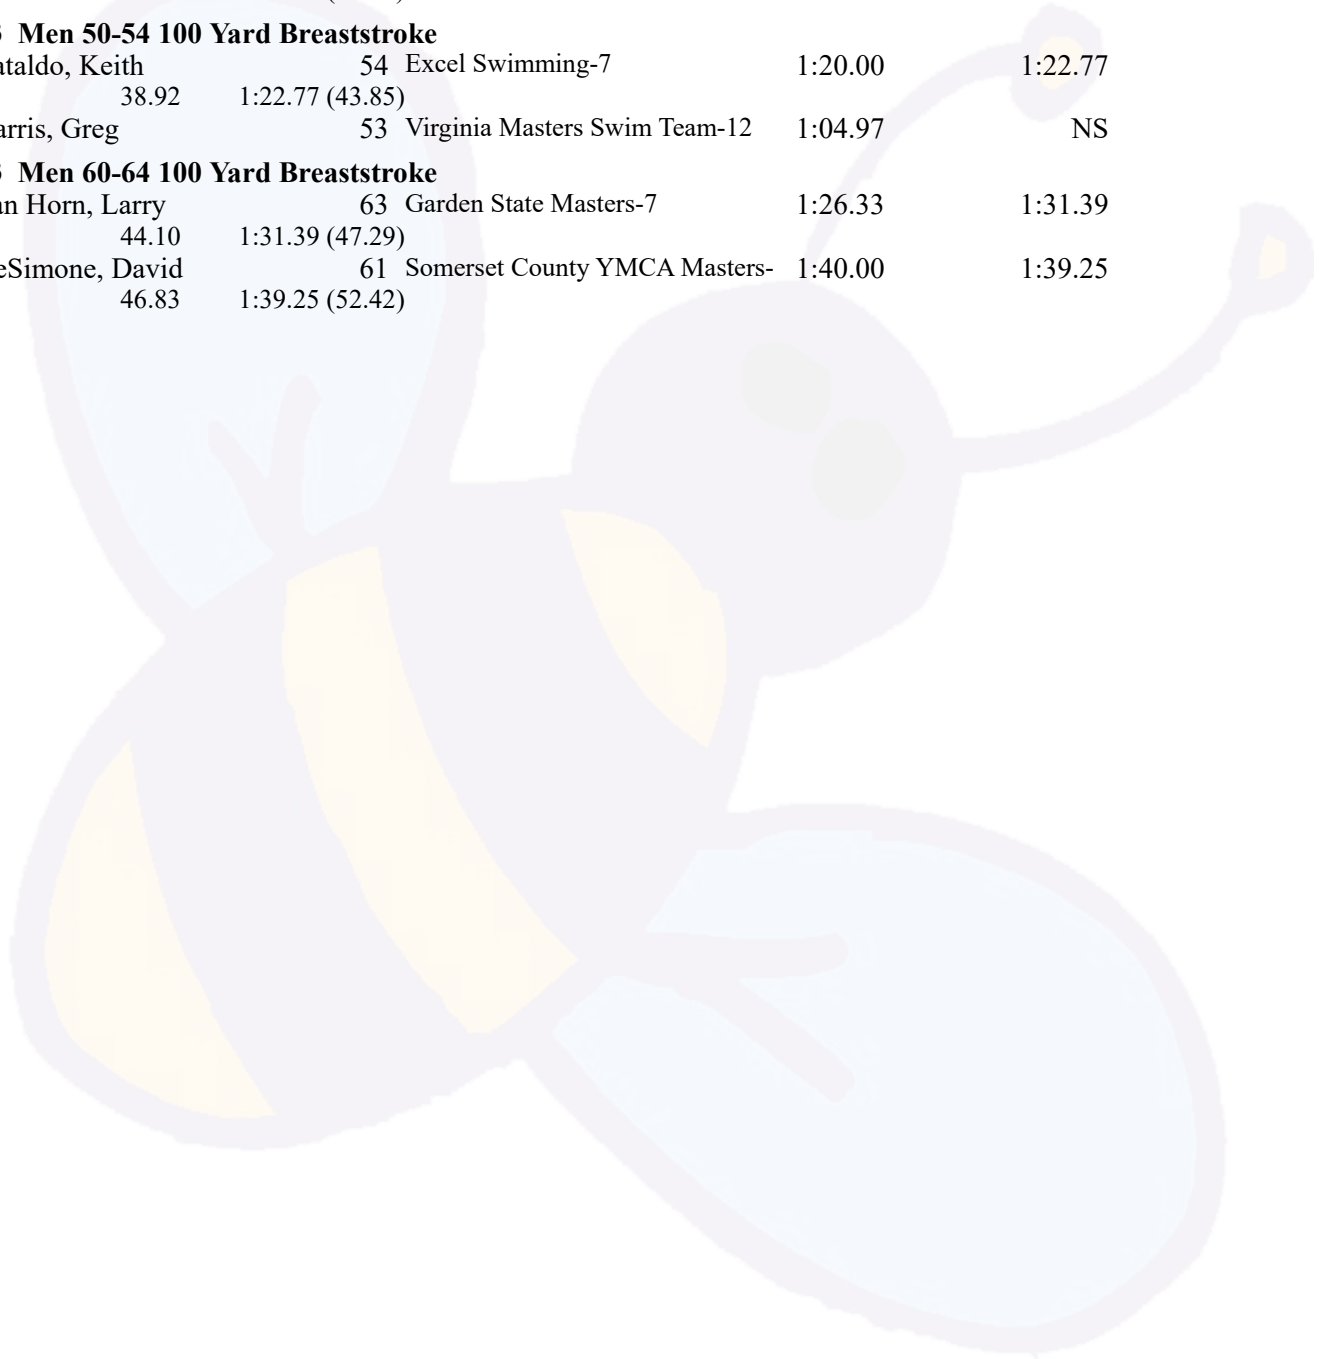 Men 50-54 100 Yard Breaststroke
ataldo, Keith 54 Excel Swimming-7 1:20.00 1:22.77
38.92 1:22.77 (43.85)
arris, Greg 53 Virginia Masters Swim Team-12 1:04.97 NS
Men 60-64 100 Yard Breaststroke
an Horn, Larry 63 Garden State Masters-7 1:26.33 1:31.39
44.10 1:31.39 (47.29)
eSimone, David 61 Somerset County YMCA Masters- 1:40.00 1:39.25
46.83 1:39.25 (52.42)